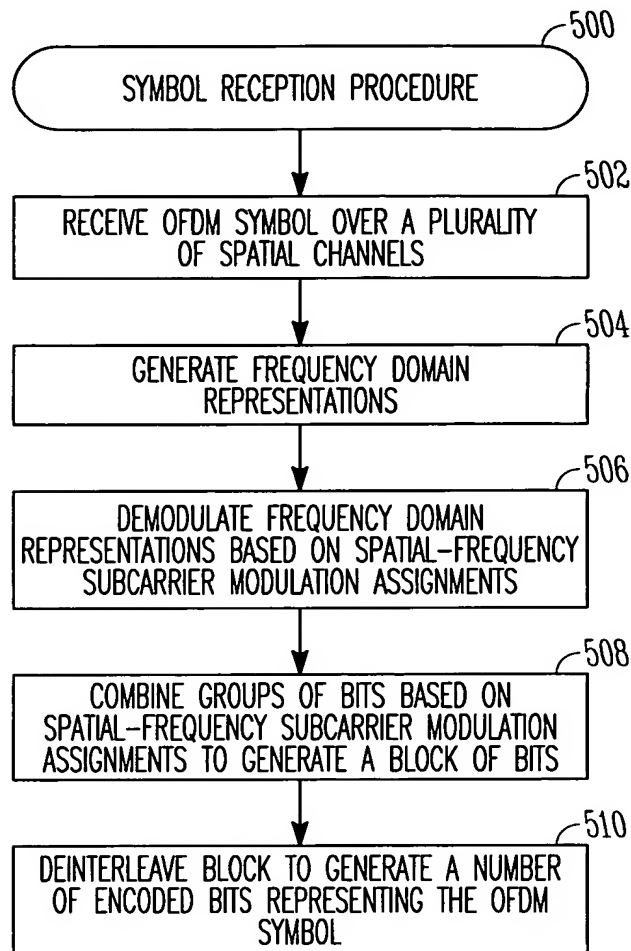 500
SYMBOL RECEPTION PROCEDURE
502
RECEIVE OFDM SYMBOL OVER A PLURALITY
OF SPATIAL CHANNELS
504
GENERATE FREQUENCY DOMAIN
REPRESENTATIONS
506
DEMODULATE FREQUENCY DOMAIN
REPRESENTATIONS BASED ON SPATIAL-FREQUENCY
SUBCARRIER MODULATION ASSIGNMENTS
508
COMBINE GROUPS OF BITS BASED ON
SPATIAL-FREQUENCY SUBCARRIER MODULATION
ASSIGNMENTS TO GENERATE A BLOCK OF BITS
510
DEINTERLEAVE BLOCK TO GENERATE A NUMBER
OF ENCODED BITS REPRESENTING THE OFDM
SYMBOL